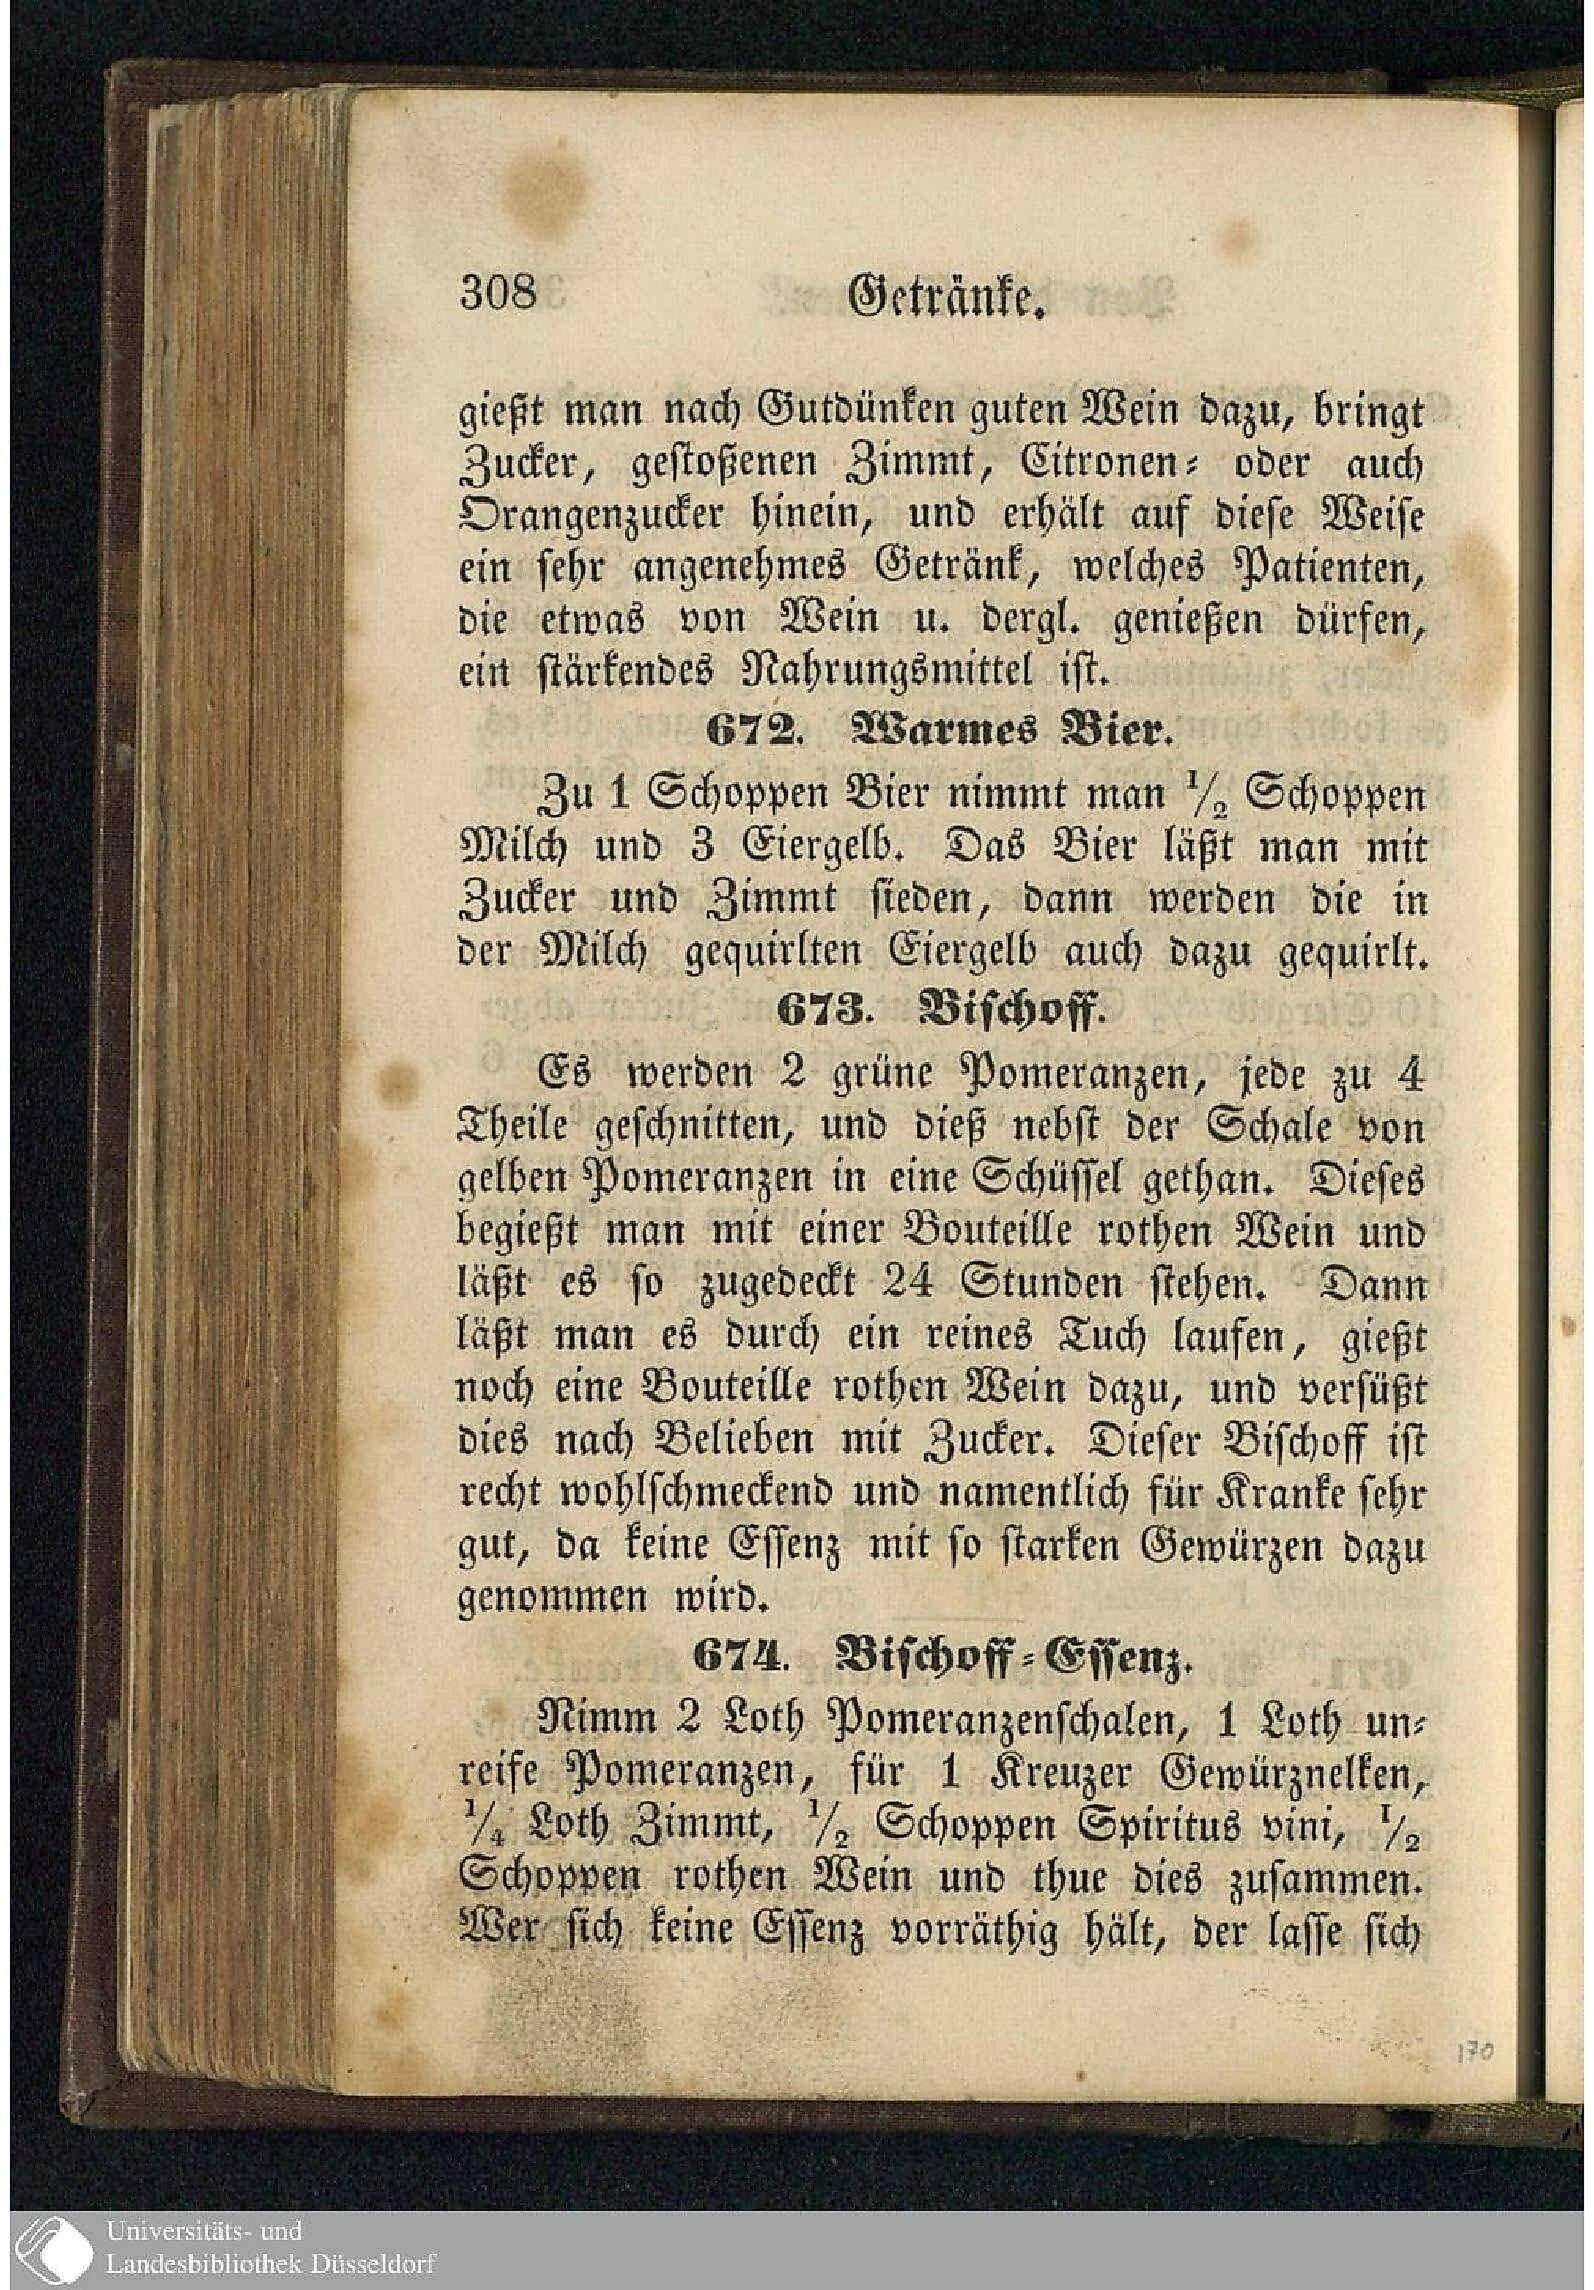 308 Getränke.
gießt man nach Gutdünken guten Wein dazu, bringt
Zucker, gestoßenen Zimmt, Citronen- oder auch
Orangenzucker hinein, und erhält auf diese Weise
ein sehr angenehmes Getränk, welches Patienten,
die etwas von Wein u. dergl. genießen dürfen,
ein stärkendes Nahrungsmittel ist.
672. Warmes Bier.
Zu 1 Schoppen Bier nimmt man 1/2 Schoppen
Milch und 3 Eiergelb. Das Bier läßt man mit
Zucker und Zimmt sieden, dann werden die in
der Milch gequirlten Eiergelb auch dazu gequirlt.
673. Bischoff.
Es werden 2 grüne Pomeranzen, jede zu 4
Theile geschnitten, und dieß nebst der Schale von
gelben Pomeranzen in eine Schüssel gethan. Dieses
begießt man mit einer Bouteille rothen Wein und
läßt es so zugedeckt 24 Stunden stehen. Dann
läßt man es durch ein reines Tuch laufen, gießt
noch eine Bouteille rothen Wein dazu, und versüßt
dies nach Belieben mit Zucker. Dieser Bischoff ist
recht wohlschmeckend und namentlich für Kranke sehr
gut, da keine Essenz mit so starken Gewürzen dazu
genommen wird.
674. Bischoff-Essenz.
Nimm 2 Loth Pomeranzenschalen, 1 Loth un-
reife Pomeranzen, für 1 Kreuzer Gewürznelken,
1/4 Loth Zimmt, 1/2 Schoppen Spiritus vini, 1/2
Schoppen rothen Wein und thue dies zusammen.
Wer sich keine Essenz vorräthig hält, der lasse sich
170
Universitäts- und
Landesbibliothek Düsseldorf